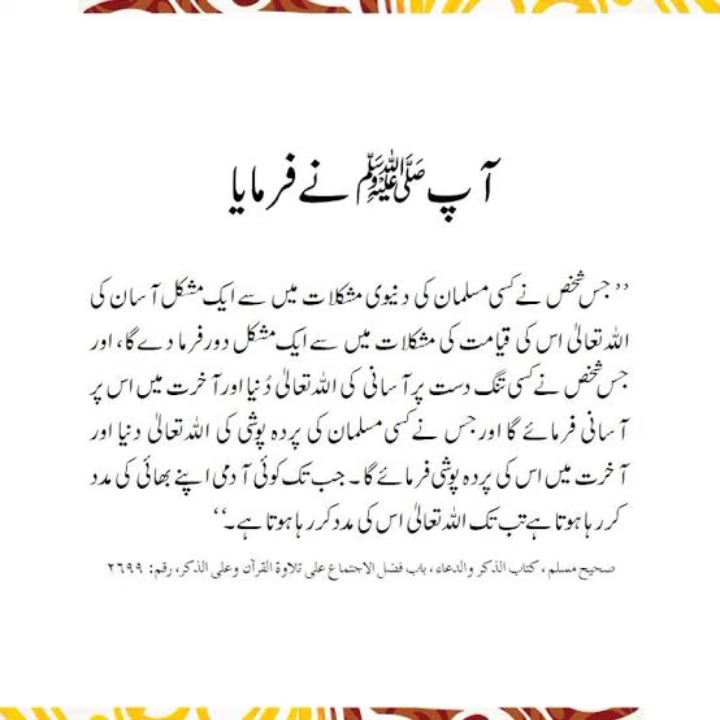 آپ ﷺ نے فرمایا
’’جس شخص نے کسی مسلمان کی دنیوی مشکلات میں سے ایک مشکل آسان کی
اللہ تعالیٰ اس کی قیامت کی مشکلات میں سے ایک مشکل دور فرما دے گا، اور
جس شخص نے کسی تنگ دست پر آسانی کی اللہ تعالیٰ دُنیا اور آخرت میں اس پر
آسانی فرمائے گا اور جس نے کسی مسلمان کی پردہ پوشی کی اللہ تعالیٰ دنیا اور
آخرت میں اس کی پردہ پوشی فرمائے گا۔ جب تک کوئی آدمی اپنے بھائی کی مدد
کر رہا ہوتا ہے تب تک اللہ تعالیٰ اس کی مدد کر رہا ہوتا ہے۔‘‘
صحیح مسلم، کتاب الذکر والدعاء، باب فضل الاجتماع علی تلاوة القرآن وعلی الذکر، رقم: ٢٦٩٩